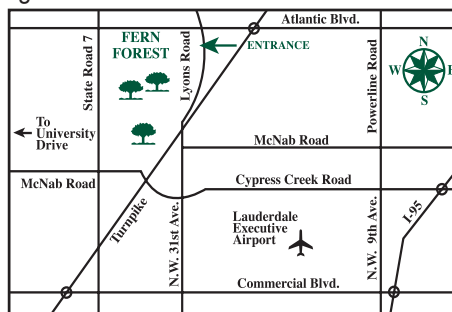 Atlantic Blvd.
FERN
FOREST
ENTRANCE
State Road 7
Lyons Road
Powerline Road
N
W
E
S
To
University
Drive
McNab Road
McNab Road
Cypress Creek Road
Turnpike
N.W. 31st Ave.
Lauderdale
Executive
Airport
N.W. 9th Ave.
I-95
Commercial Blvd.